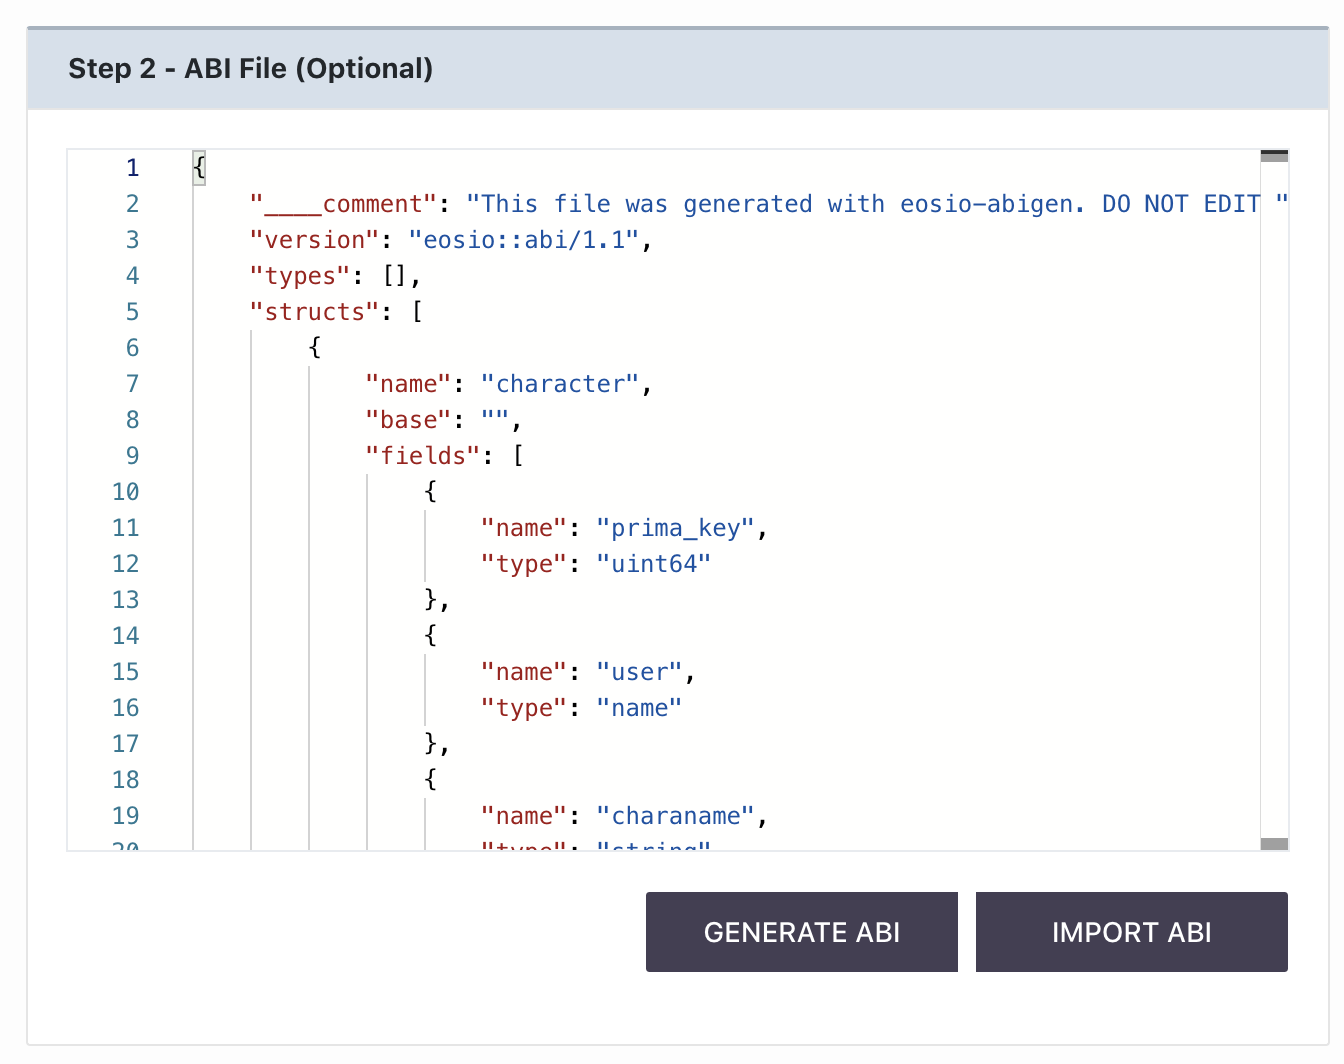 Step 2 - ABI File (Optional)
1 {
2 "____comment": "This file was generated with eosio-abigen. DO NOT EDIT "
3 "version": "eosio::abi/1.1",
4 "types": [],
5 "structs": [
6 {
7 "name": "character",
8 "base": "",
9 "fields": [
10 {
11 "name": "prima_key",
12 "type": "uint64"
13 },
14 {
15 "name": "user",
16 "type": "name"
17 },
18 {
19 "name": "charaname",
20 "type": "string"
GENERATE ABI IMPORT ABI